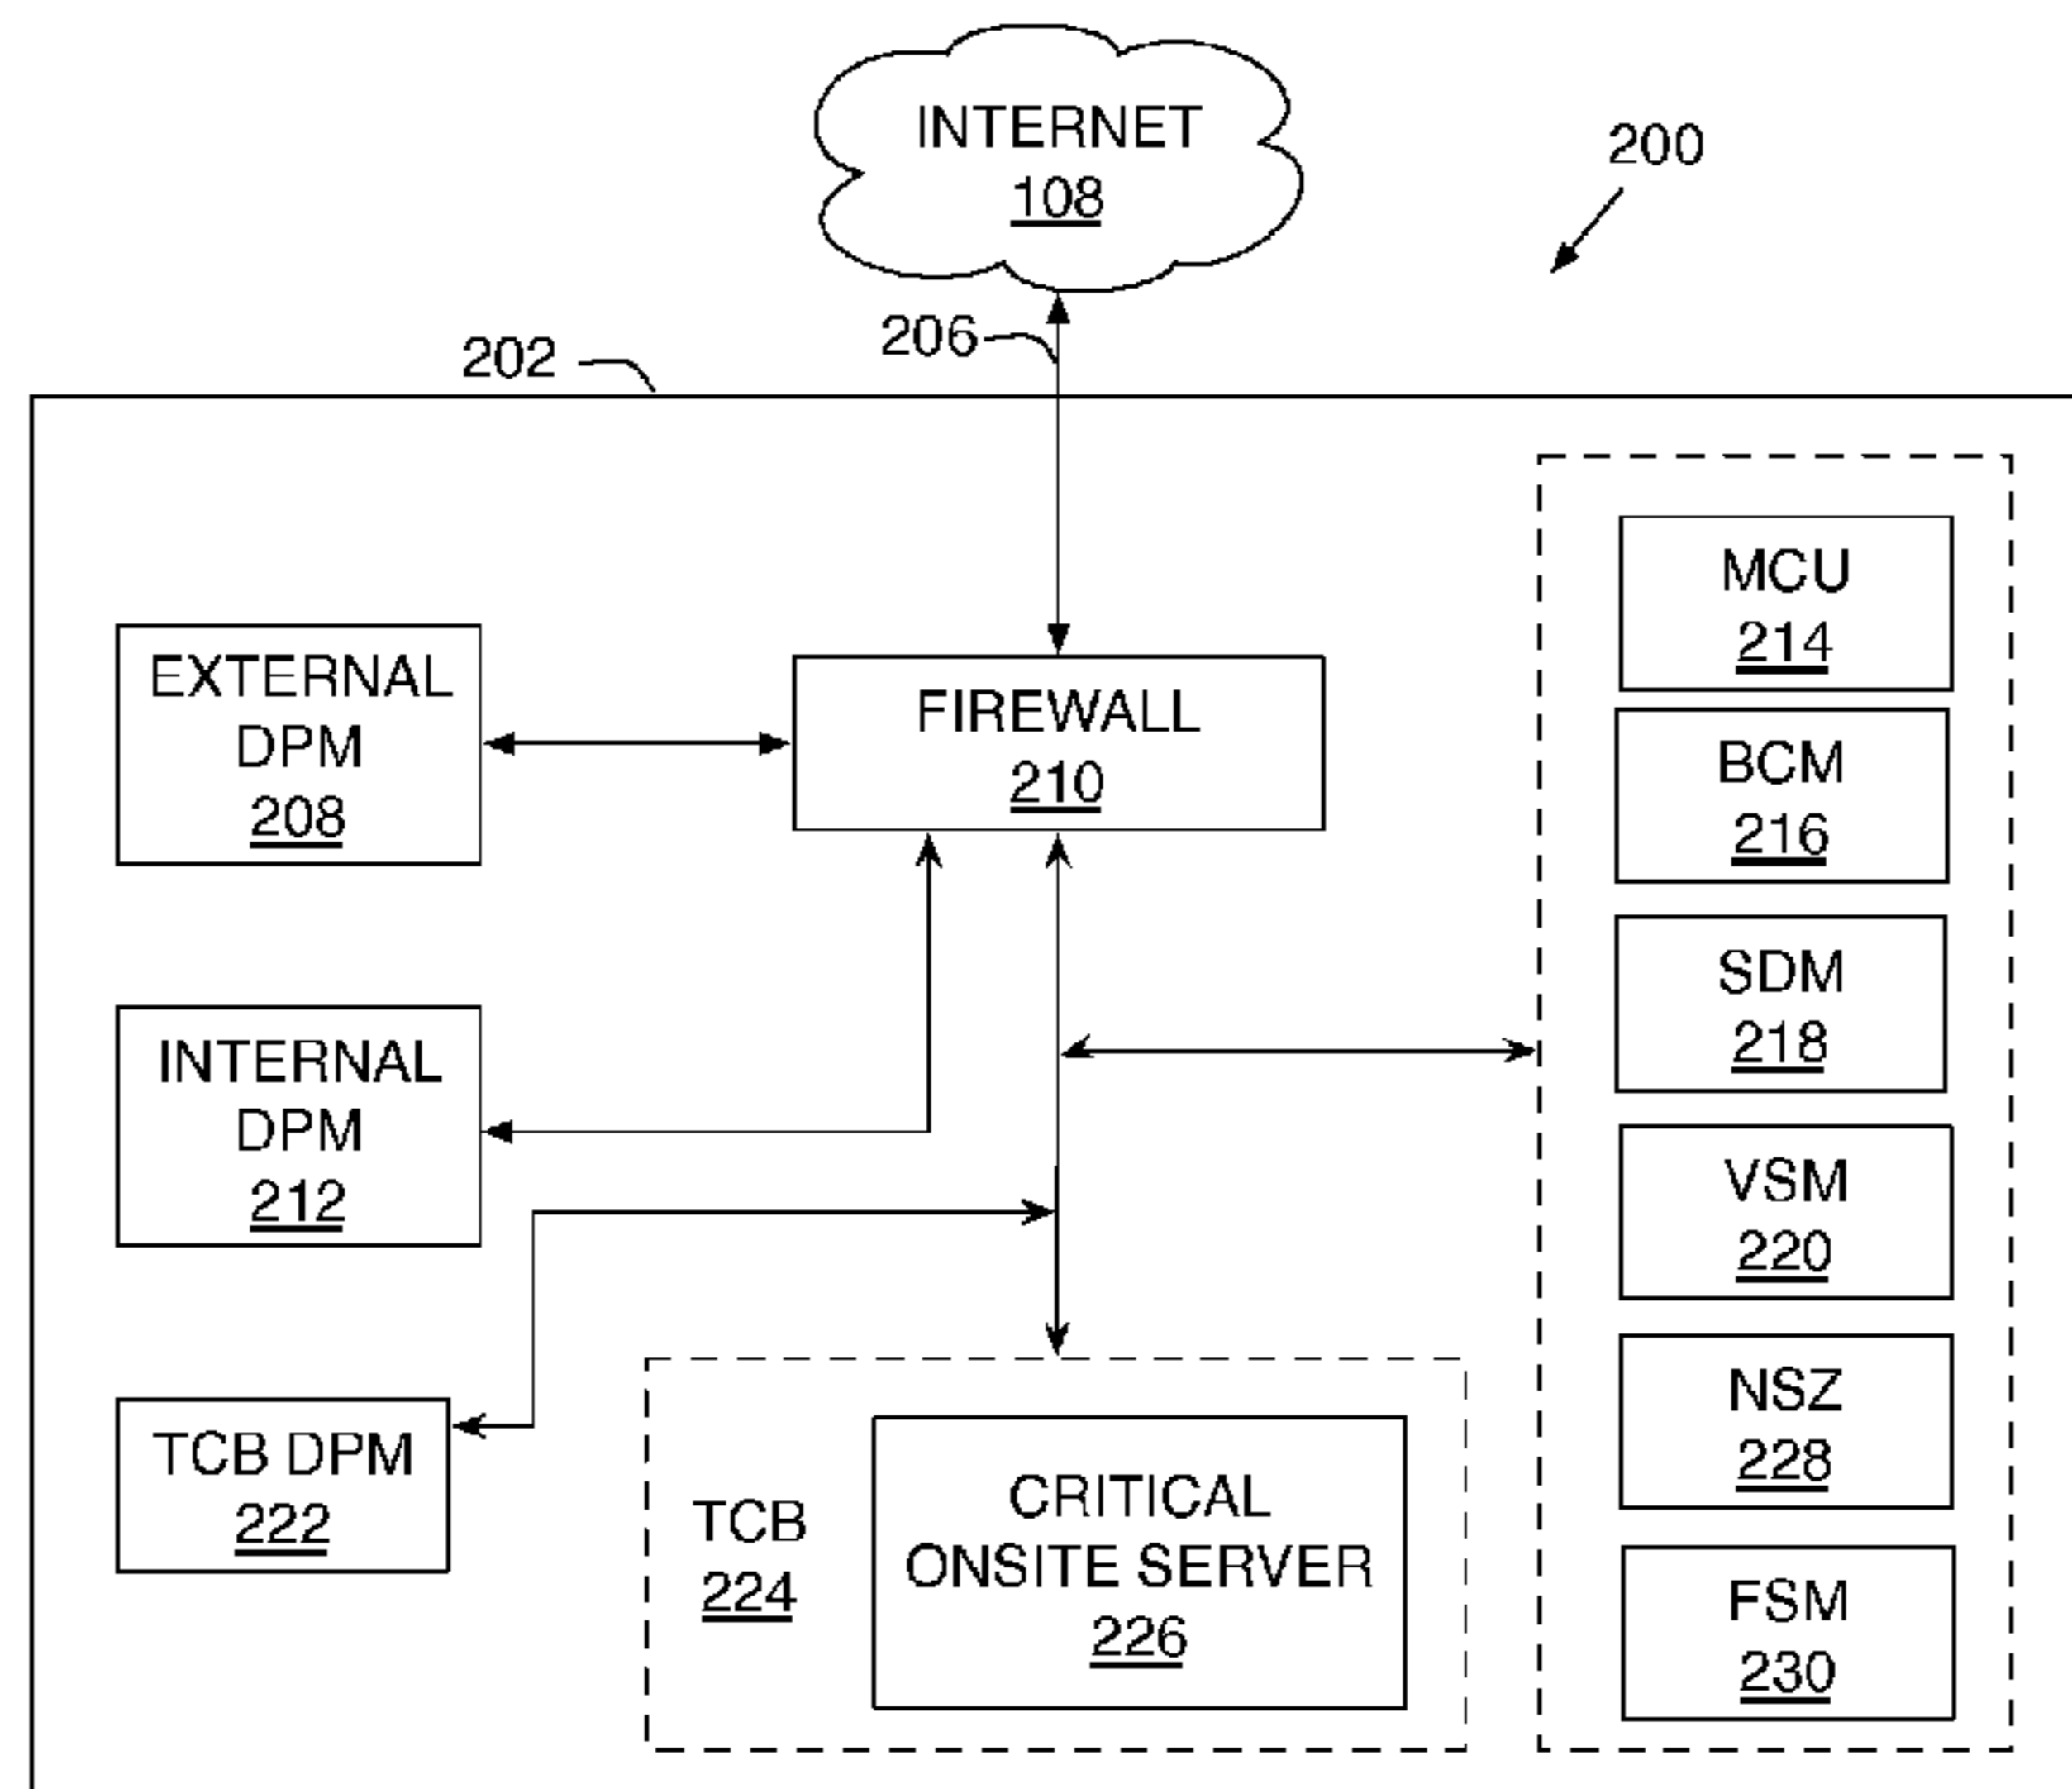 INTERNET
108
200
206
202
MCU
214
EXTERNAL
DPM
208
FIREWALL
210
BCM
216
SDM
218
INTERNAL
DPM
212
VSM
220
NSZ
228
TCB DPM
222
TCB
224
CRITICAL
ONSITE SERVER
226
FSM
230